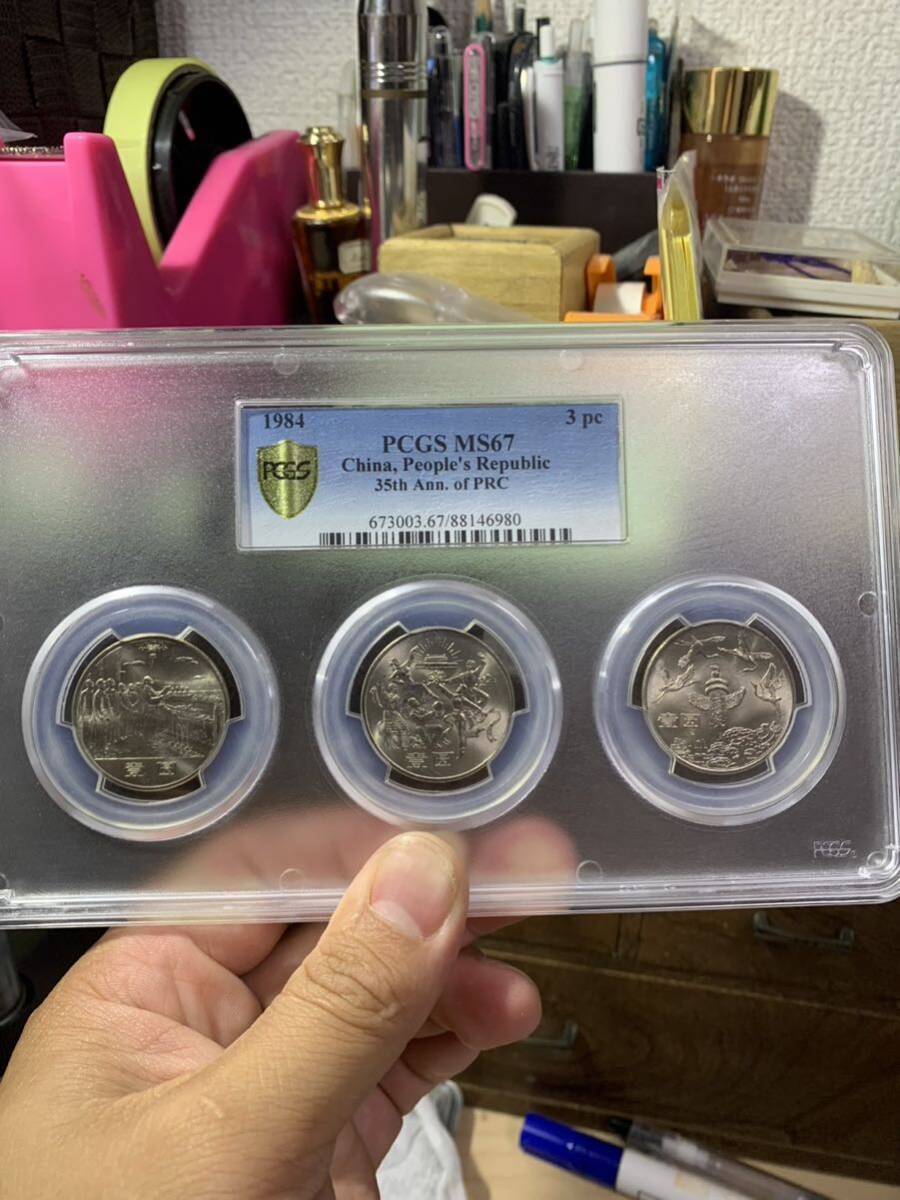 1984 3 pc
PCGS MS67
PCGS
China, People's Republic
35th Ann. of PRC
673003.67/88146980
壹圆
壹圆
壹圆
PCGS